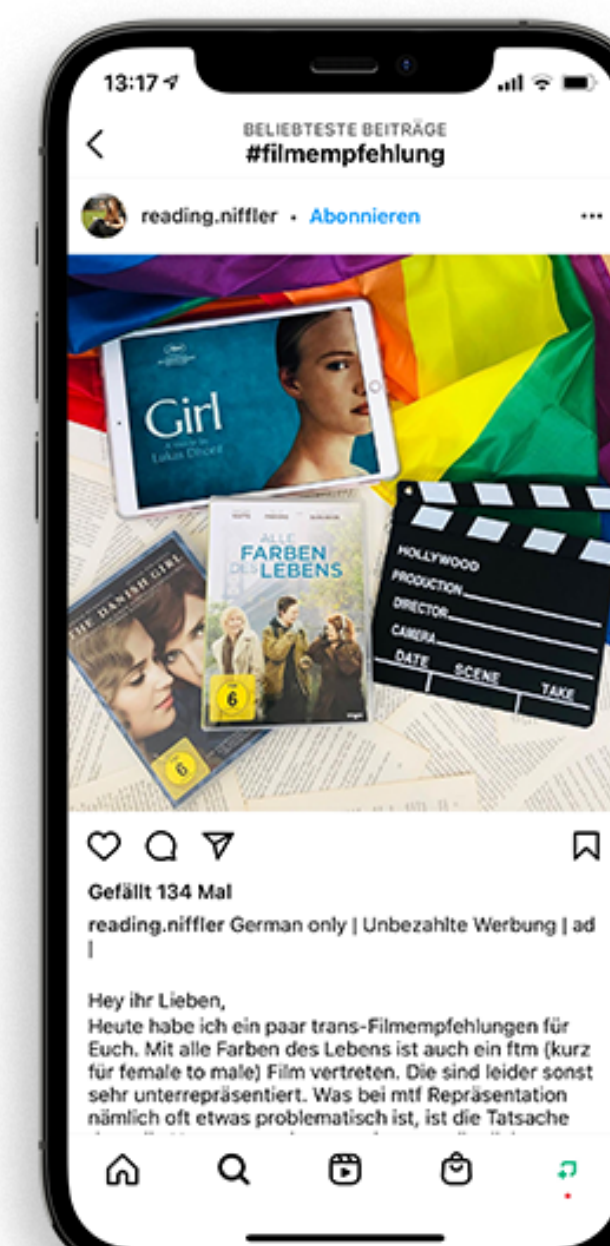 13:17
BELIEBTESTE BEITRÄGE
#filmempfehlung
reading.niffler • Abonnieren
Girl
Lukas Dhont
ALLE
FARBEN
DES LEBENS
THE DANISH GIRL
6
6
HOLLYWOOD
PRODUCTION
DIRECTOR
CAMERA
DATE SCENE TAKE
Gefällt 134 Mal
reading.niffler German only | Unbezahlte Werbung | ad
|
Hey ihr Lieben,
Heute habe ich ein paar trans-Filmempfehlungen für
Euch. Mit alle Farben des Lebens ist auch ein ftm (kurz
für female to male) Film vertreten. Die sind leider sonst
sehr unterrepräsentiert. Was bei mtf Repräsentation
nämlich oft etwas problematisch ist, ist die Tatsache